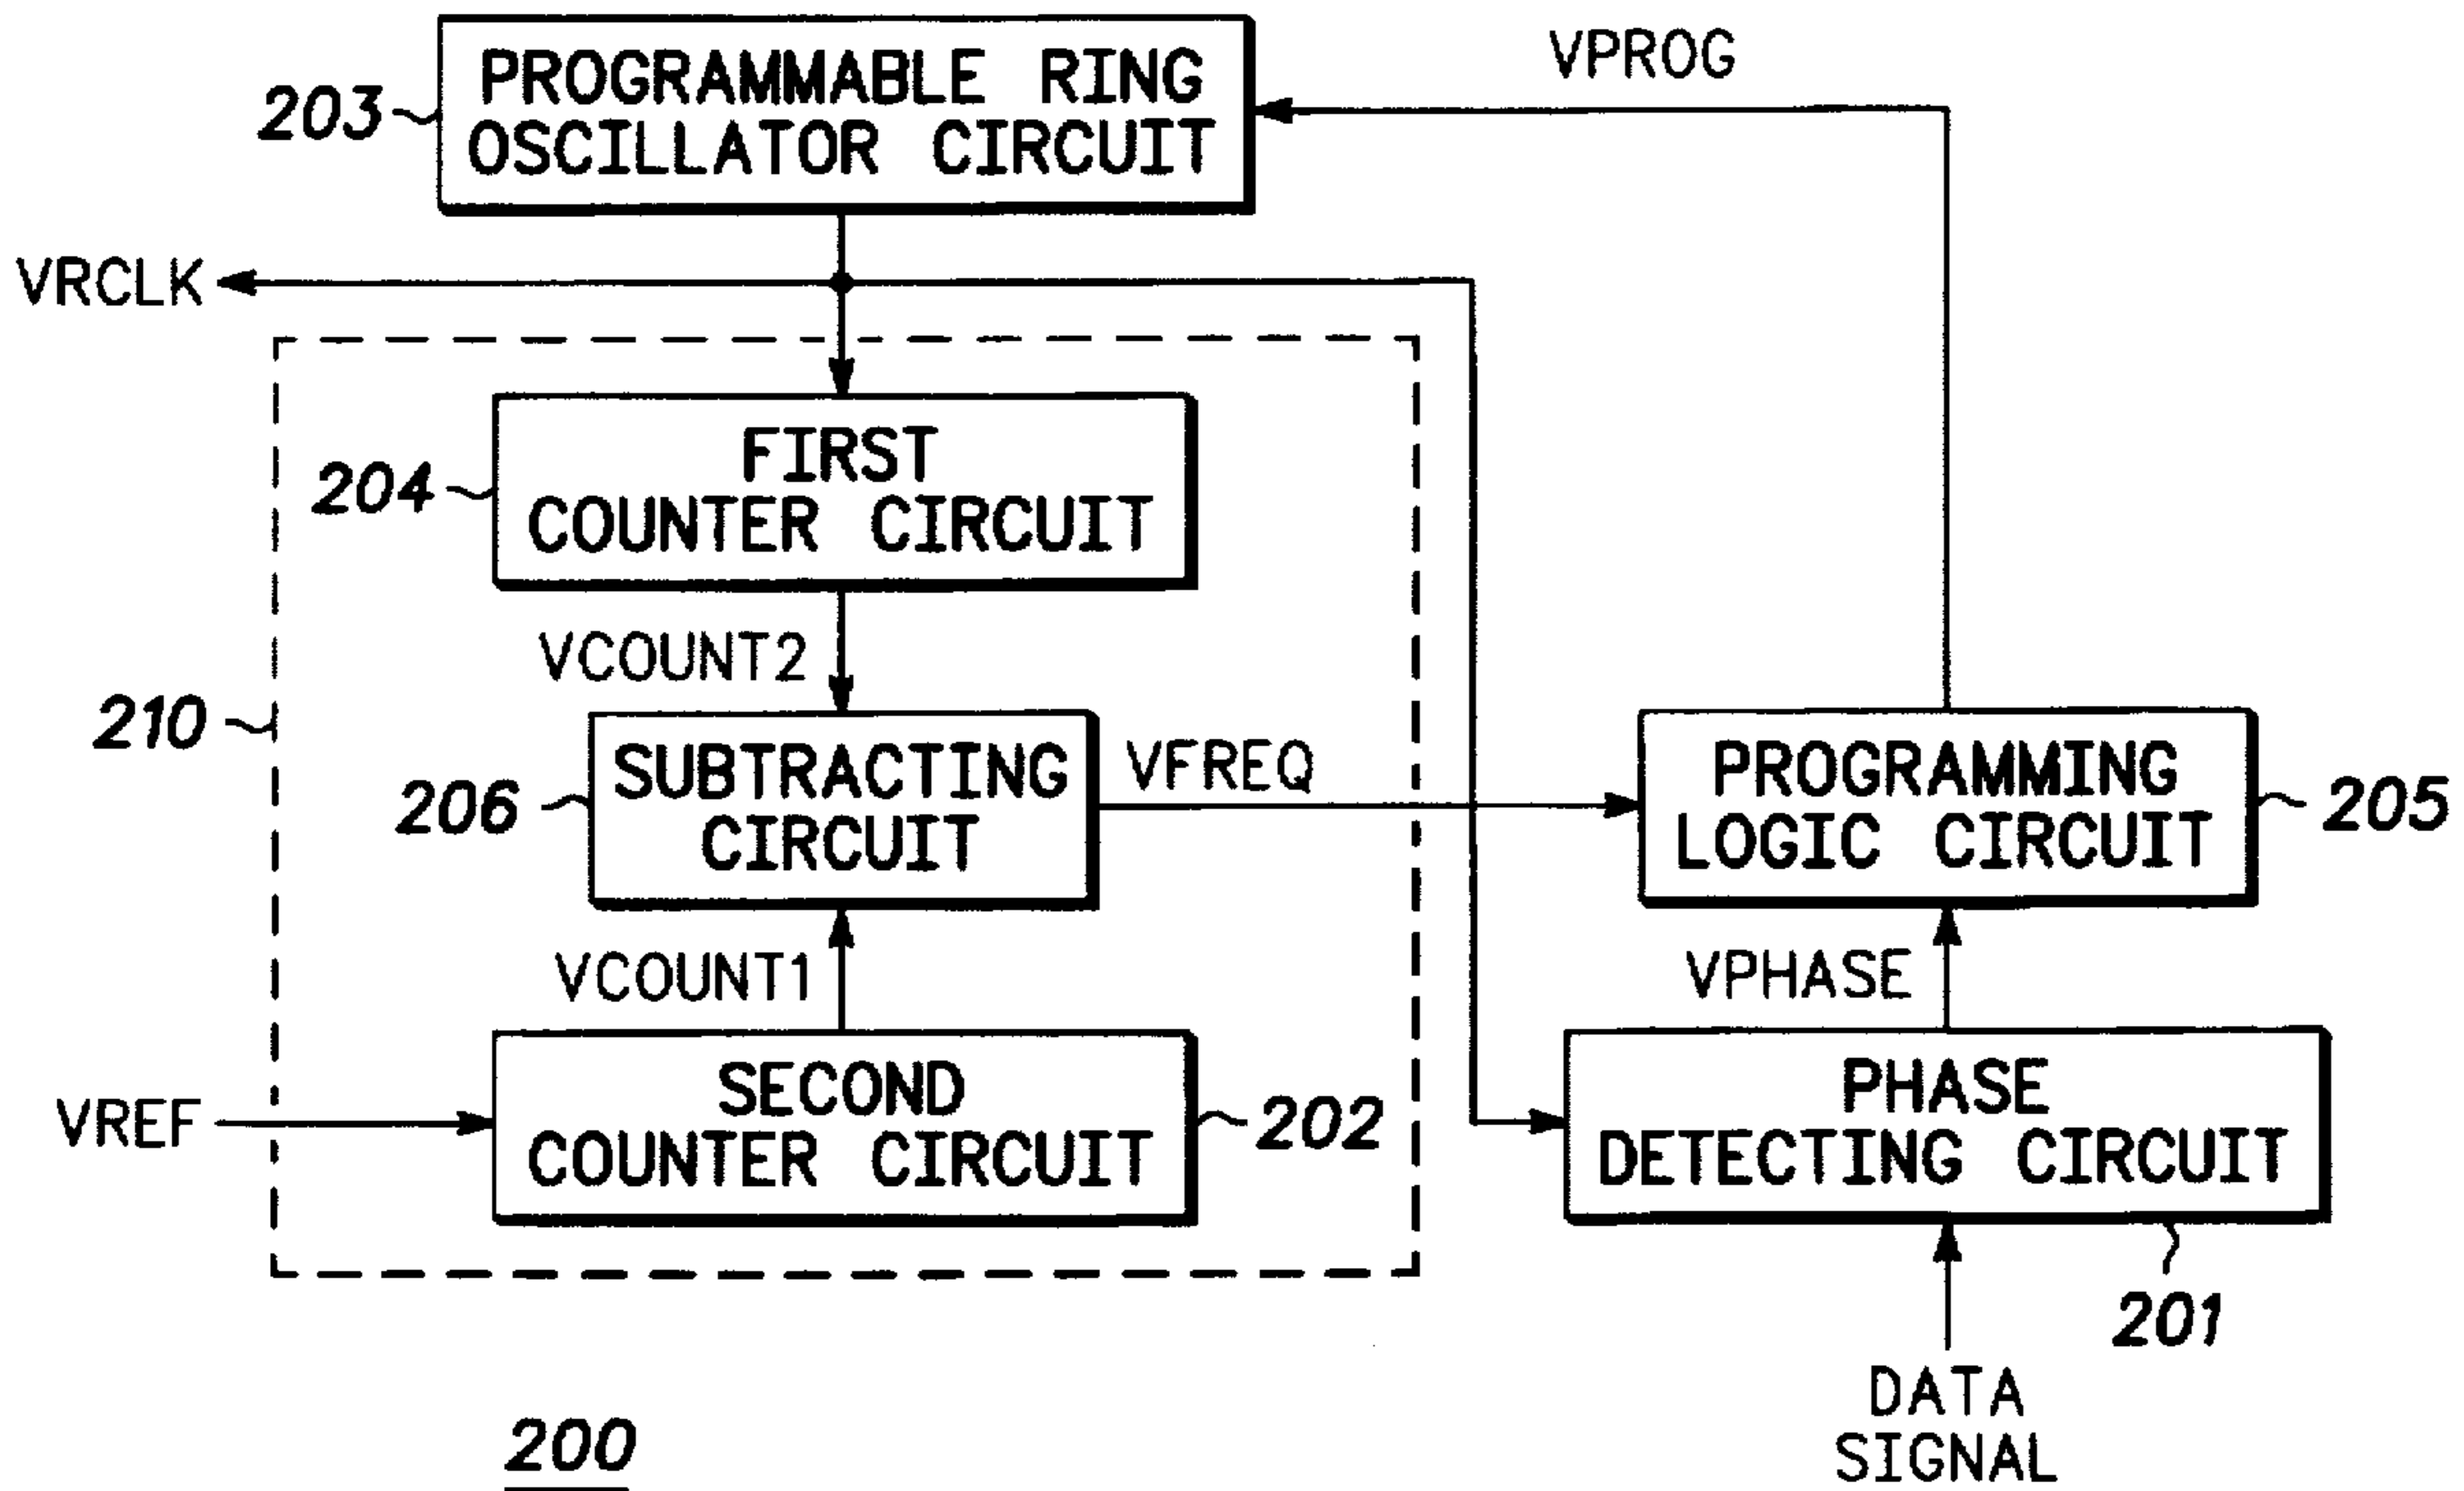 PROGRAMMABLE RING
OSCILLATOR CIRCUIT
203
VPROG
VRCLK
FIRST
COUNTER CIRCUIT
204
VCOUNT2
210
SUBTRACTING
CIRCUIT
206
VFREQ
PROGRAMMING
LOGIC CIRCUIT
205
VCOUNT1
VPHASE
VREF
SECOND
COUNTER CIRCUIT
202
PHASE
DETECTING CIRCUIT
201
DATA
SIGNAL
200